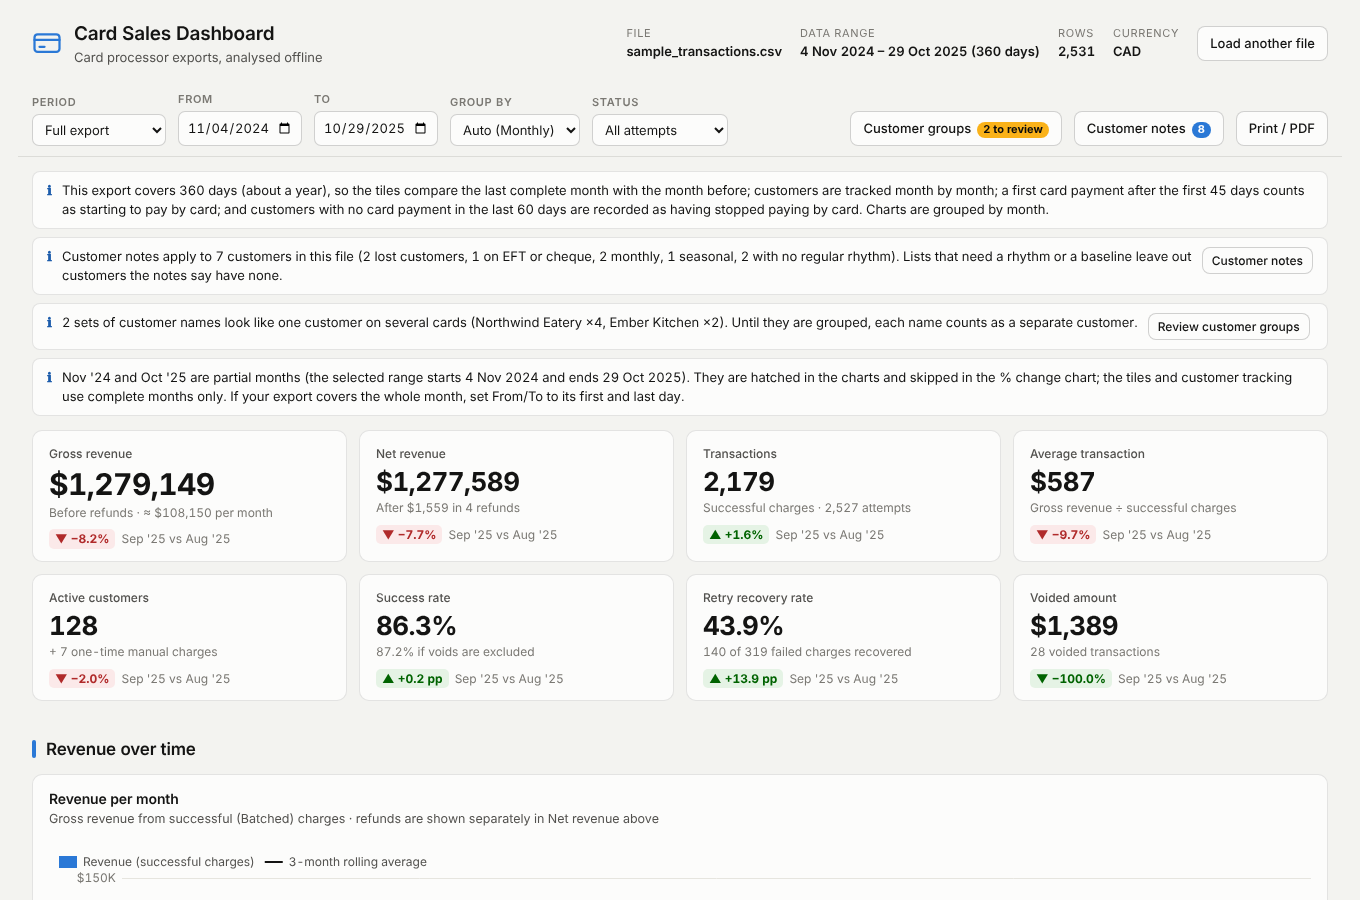 Card Sales Dashboard
Card processor exports, analysed offline
FILE
sample_transactions.csv
DATA RANGE
4 Nov 2024 – 29 Oct 2025 (360 days)
ROWS
2,531
CURRENCY
CAD
Load another file
PERIOD
Full export
FROM
11/04/2024
TO
10/29/2025
GROUP BY
Auto (Monthly)
STATUS
All attempts
Customer groups 2 to review
Customer notes 8
Print / PDF
This export covers 360 days (about a year), so the tiles compare the last complete month with the month before; customers are tracked month by month; a first card payment after the first 45 days counts
as starting to pay by card; and customers with no card payment in the last 60 days are recorded as having stopped paying by card. Charts are grouped by month.
Customer notes apply to 7 customers in this file (2 lost customers, 1 on EFT or cheque, 2 monthly, 1 seasonal, 2 with no regular rhythm). Lists that need a rhythm or a baseline leave out
customers the notes say have none.
Customer notes
2 sets of customer names look like one customer on several cards (Northwind Eatery ×4, Ember Kitchen ×2). Until they are grouped, each name counts as a separate customer.
Review customer groups
Nov '24 and Oct '25 are partial months (the selected range starts 4 Nov 2024 and ends 29 Oct 2025). They are hatched in the charts and skipped in the % change chart; the tiles and customer tracking
use complete months only. If your export covers the whole month, set From/To to its first and last day.
Gross revenue
$1,279,149
Before refunds · ≈ $108,150 per month
▼ −8.2% Sep '25 vs Aug '25
Net revenue
$1,277,589
After $1,559 in 4 refunds
▼ −7.7% Sep '25 vs Aug '25
Transactions
2,179
Successful charges · 2,527 attempts
▲ +1.6% Sep '25 vs Aug '25
Average transaction
$587
Gross revenue ÷ successful charges
▼ −9.7% Sep '25 vs Aug '25
Active customers
128
+ 7 one-time manual charges
▼ −2.0% Sep '25 vs Aug '25
Success rate
86.3%
87.2% if voids are excluded
▲ +0.2 pp Sep '25 vs Aug '25
Retry recovery rate
43.9%
140 of 319 failed charges recovered
▲ +13.9 pp Sep '25 vs Aug '25
Voided amount
$1,389
28 voided transactions
▼ −100.0% Sep '25 vs Aug '25
Revenue over time
Revenue per month
Gross revenue from successful (Batched) charges · refunds are shown separately in Net revenue above
Revenue (successful charges)
3-month rolling average
$150K